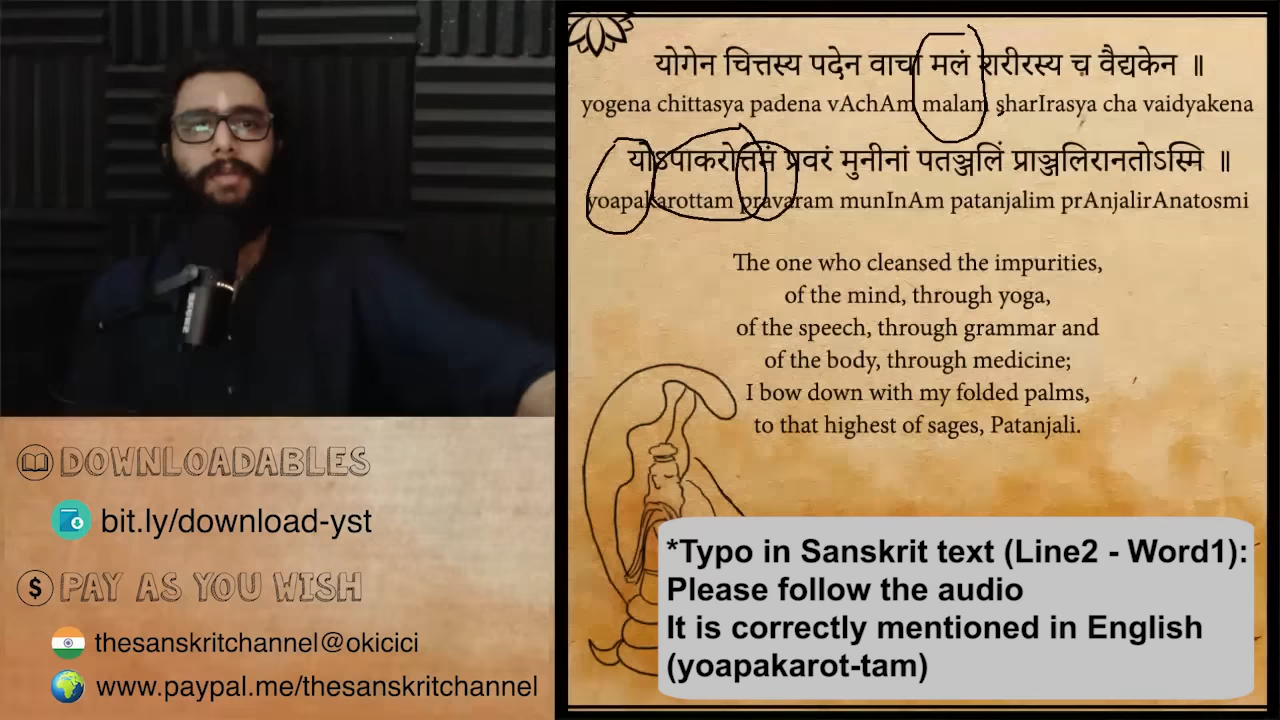 योगेन चित्तस्य पदेन वाचां मलं शरीरस्य च वैद्यकेन ॥
yogena chittasya padena vAchAm malam sharIrasya cha vaidyakena
योऽपाकरोत्तमं प्रवरं मुनीनां पतञ्जलिं प्राञ्जलिरानतोऽस्मि ॥
yoapakarottam pravaram munInAm patanjalim prAnjalirAnatosmi
The one who cleansed the impurities,
of the mind, through yoga,
of the speech, through grammar and
of the body, through medicine;
I bow down with my folded palms,
to that highest of sages, Patanjali.
*Typo in Sanskrit text (Line2 - Word1):
Please follow the audio
It is correctly mentioned in English
(yoapakarot-tam)
DOWNLOADABLES
bit.ly/download-yst
$ PAY AS YOU WISH
thesanskritchannel@okicici
www.paypal.me/thesanskritchannel